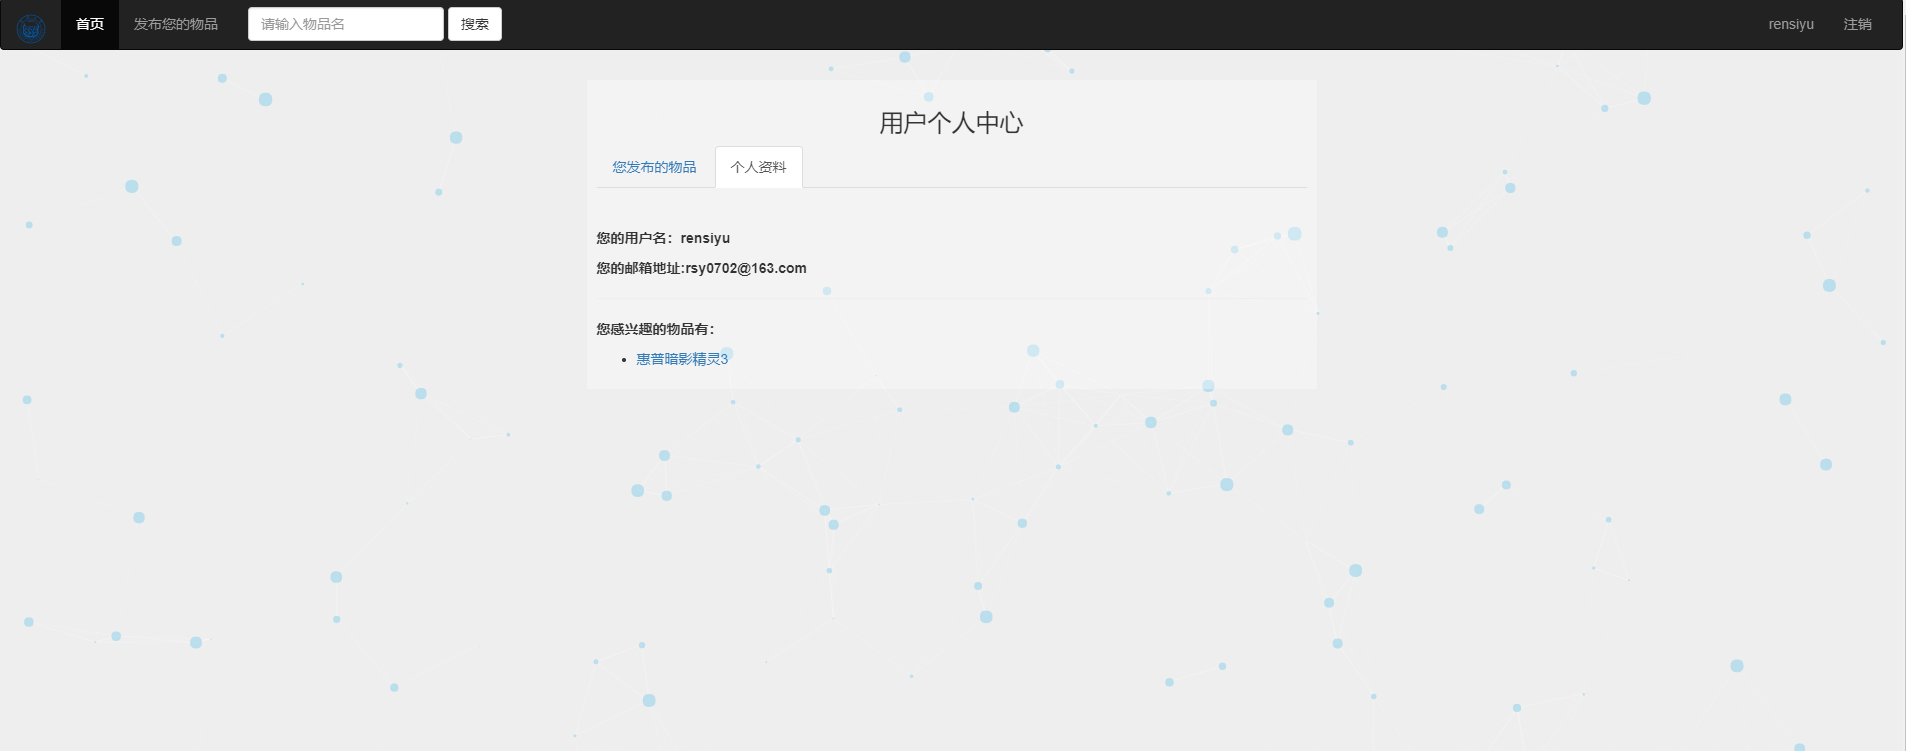 首页 发布您的物品 请输入物品名 搜索 rensiyu 注销
用户个人中心
您发布的物品 个人资料
您的用户名：rensiyu
您的邮箱地址:rsy0702@163.com
您感兴趣的物品有：
惠普暗影精灵3